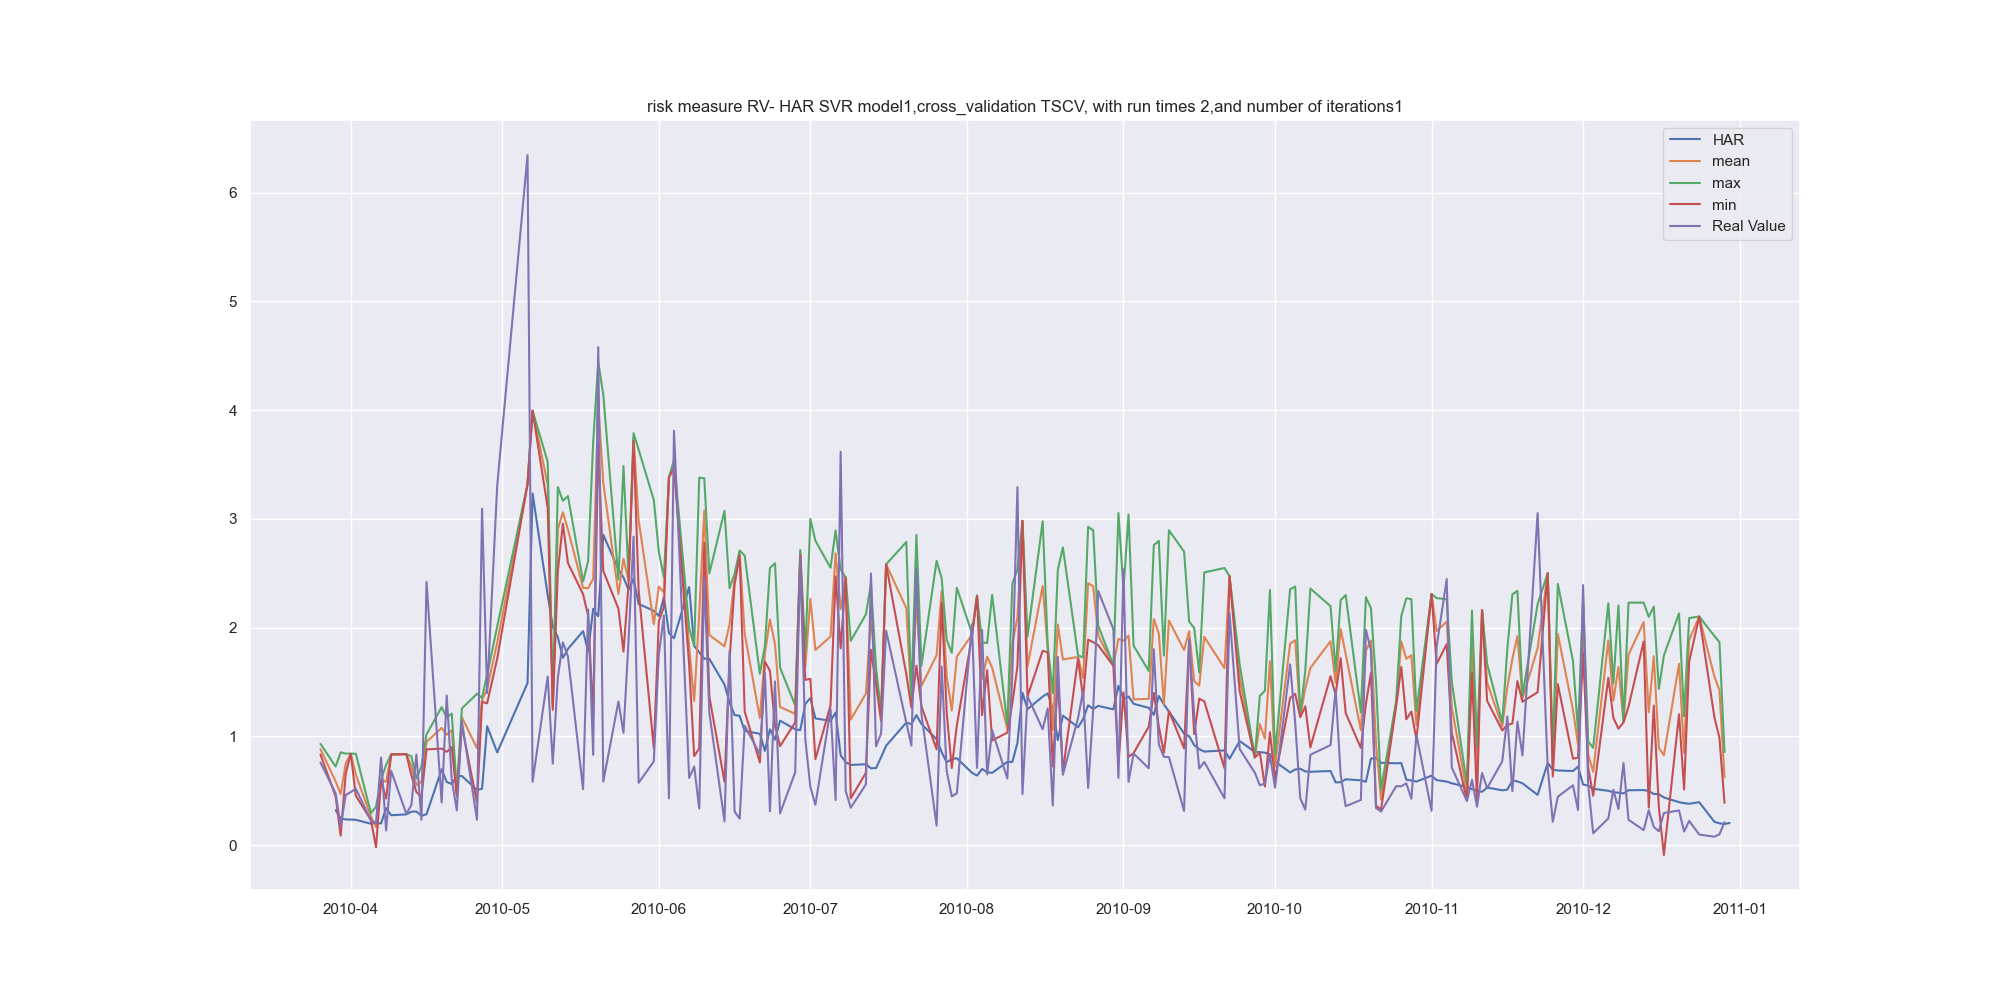 risk measure RV- HAR SVR model1,cross_validation TSCV, with run times 2,and number of iterations1
HAR
mean
max
min
Real Value
6
5
4
3
2
1
0
2010-04 2010-05 2010-06 2010-07 2010-08 2010-09 2010-10 2010-11 2010-12 2011-01